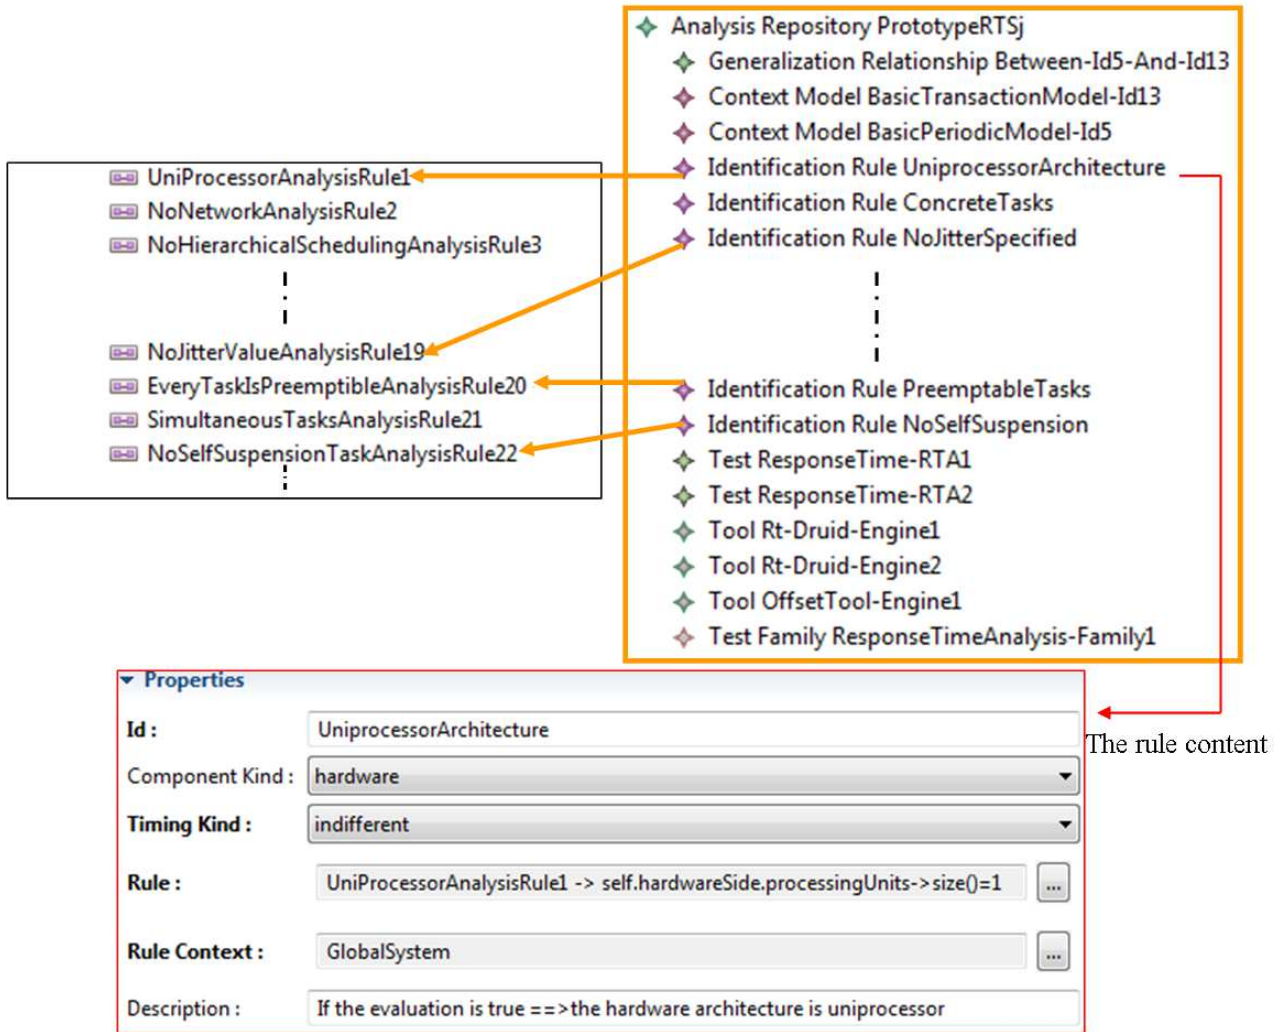 Analysis Repository PrototypeRTSj
Generalization Relationship Between-Id5-And-Id13
Context Model BasicTransactionModel-Id13
Context Model BasicPeriodicModel-Id5
Identification Rule UniprocessorArchitecture
Identification Rule ConcreteTasks
Identification Rule NoJitterSpecified
Identification Rule PreemptableTasks
Identification Rule NoSelfSuspension
Test ResponseTime-RTA1
Test ResponseTime-RTA2
Tool Rt-Druid-Engine1
Tool Rt-Druid-Engine2
Tool OffsetTool-Engine1
Test Family ResponseTimeAnalysis-Family1
UniProcessorAnalysisRule1
NoNetworkAnalysisRule2
NoHierarchicalSchedulingAnalysisRule3
NoJitterValueAnalysisRule19
EveryTaskIsPreemptibleAnalysisRule20
SimultaneousTasksAnalysisRule21
NoSelfSuspensionTaskAnalysisRule22
The rule content
Properties
Id : UniprocessorArchitecture
Component Kind : hardware
Timing Kind : indifferent
Rule : UniProcessorAnalysisRule1 -> self.hardwareSide.processingUnits->size()=1 ...
Rule Context : GlobalSystem ...
Description : If the evaluation is true ==>the hardware architecture is uniprocessor